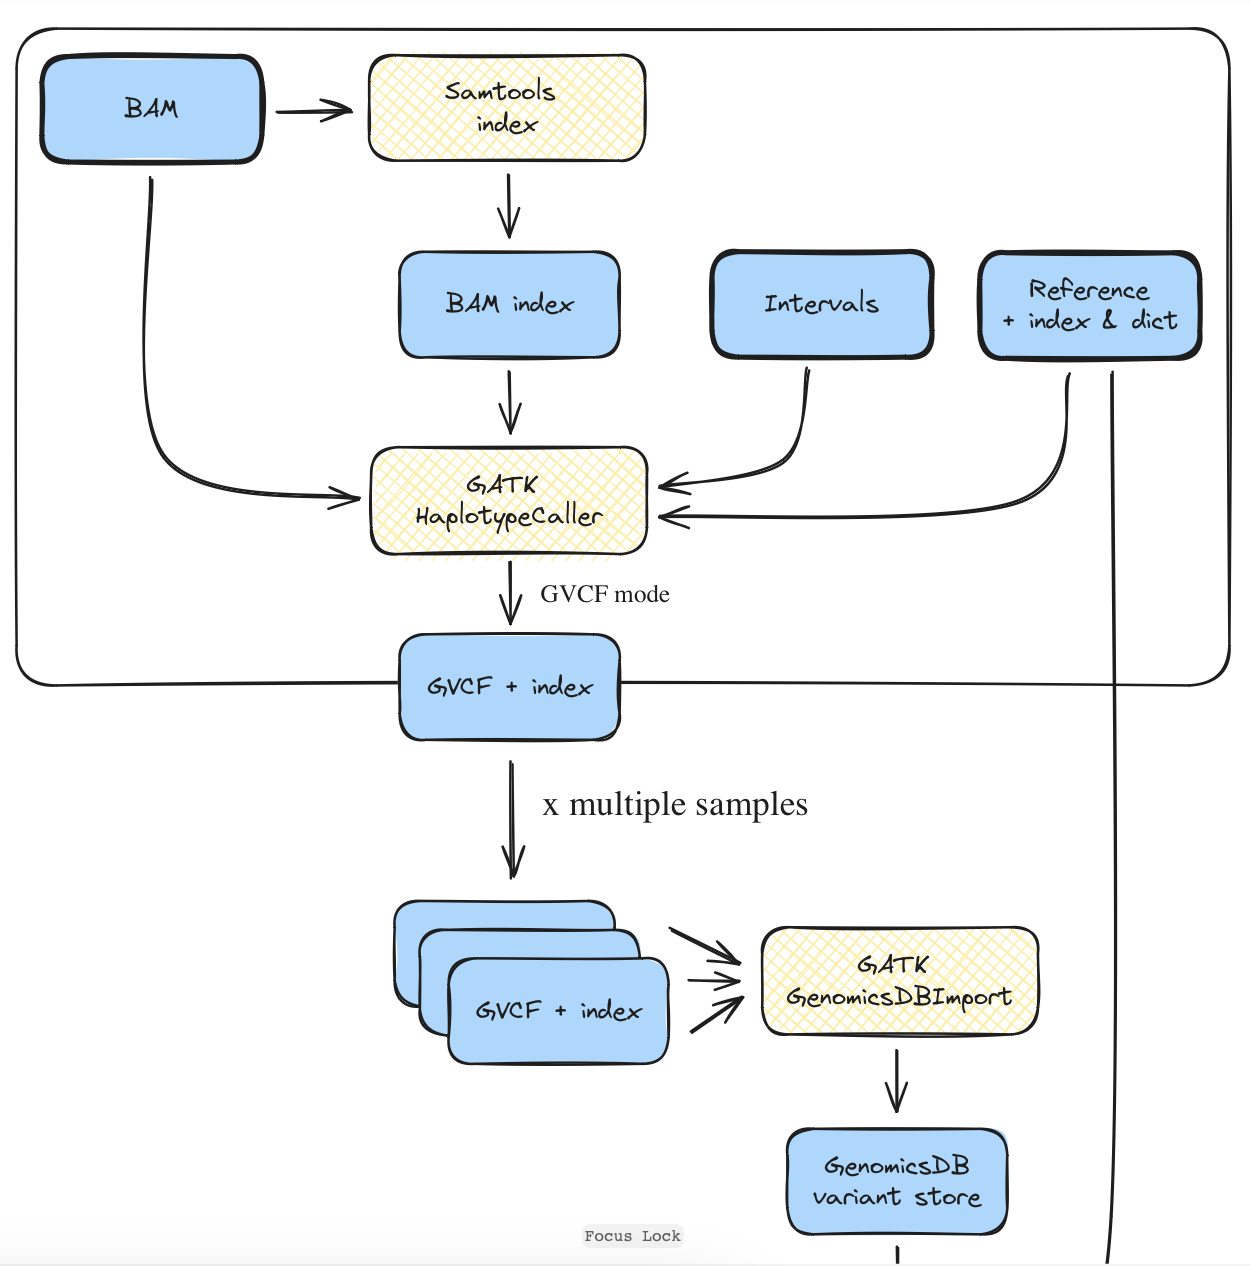 BAM
Samtools
index
BAM index
Intervals
Reference
+ index & dict
GATK
HaplotypeCaller
GVCF mode
GVCF + index
x multiple samples
GVCF + index
GATK
GenomicsDBImport
GenomicsDB
variant store
Focus Lock